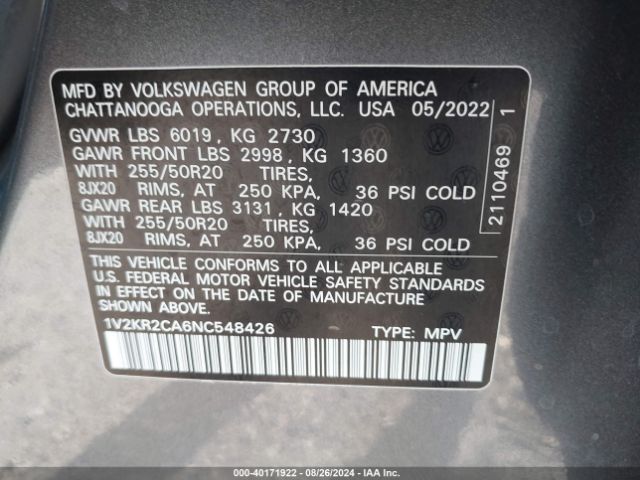 MFD BY VOLKSWAGEN GROUP OF AMERICA
CHATTANOOGA OPERATIONS, LLC. USA 05/2022
GVWR LBS 6019, KG 2730
GAWR FRONT LBS 2998, KG 1360
WITH 255/50R20 TIRES,
8JX20 RIMS, AT 250 KPA, 36 PSI COLD
GAWR REAR LBS 3131, KG 1420
WITH 255/50R20 TIRES,
8JX20 RIMS, AT 250 KPA, 36 PSI COLD
THIS VEHICLE CONFORMS TO ALL APPLICABLE
U.S. FEDERAL MOTOR VEHICLE SAFETY STANDARDS
IN EFFECT ON THE DATE OF MANUFACTURE
SHOWN ABOVE.
1V2KR2CA6NC548426 TYPE: MPV
2110469 1
000-40171922 - 08/26/2024 - IAA Inc.